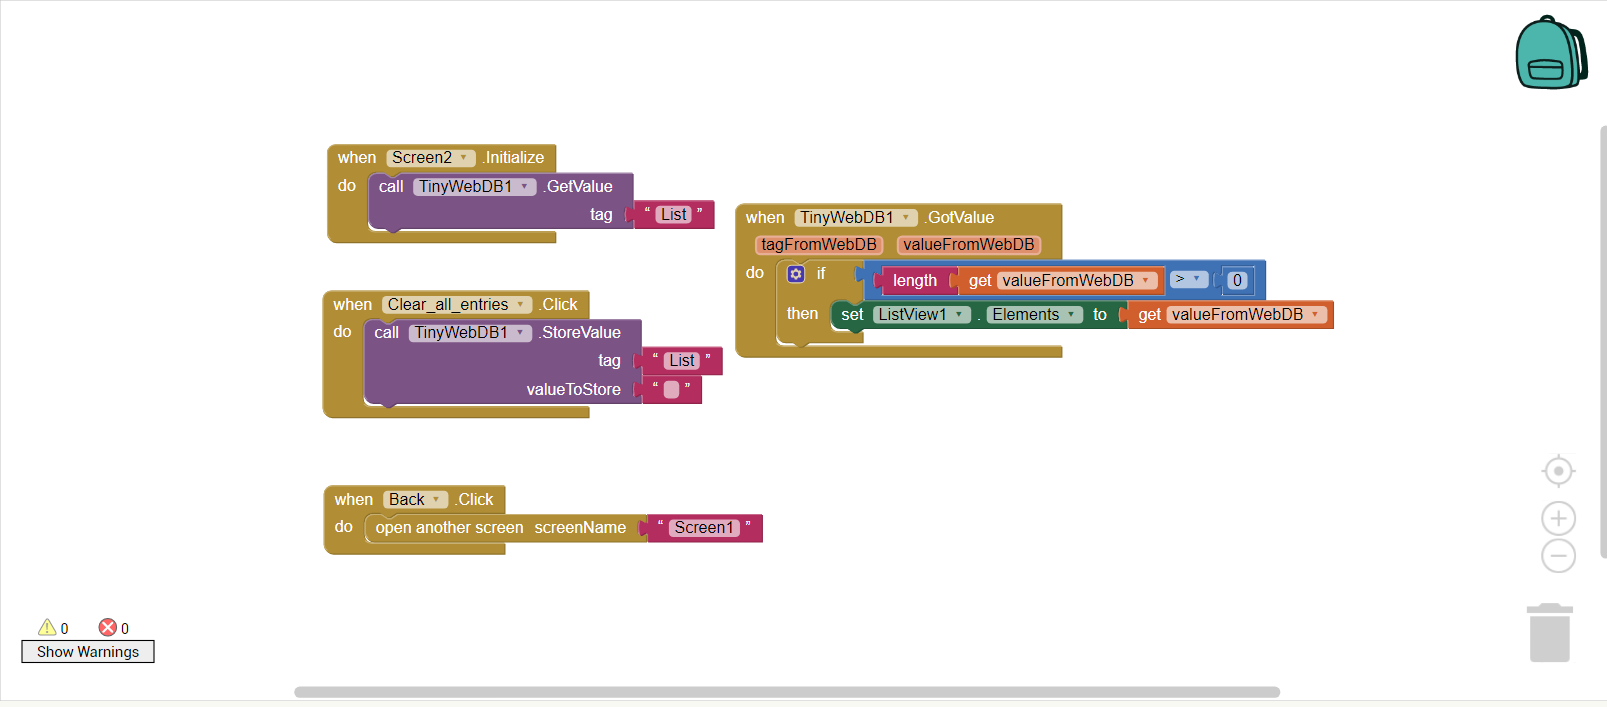 when Screen2 .Initialize
do call TinyWebDB1 .GetValue
tag " List "
when Clear_all_entries .Click
do call TinyWebDB1 .StoreValue
tag " List "
valueToStore " "
when Back .Click
do open another screen screenName " Screen1 "
when TinyWebDB1 .GotValue
tagFromWebDB valueFromWebDB
do if length get valueFromWebDB > 0
then set ListView1 . Elements to get valueFromWebDB
0 0
Show Warnings